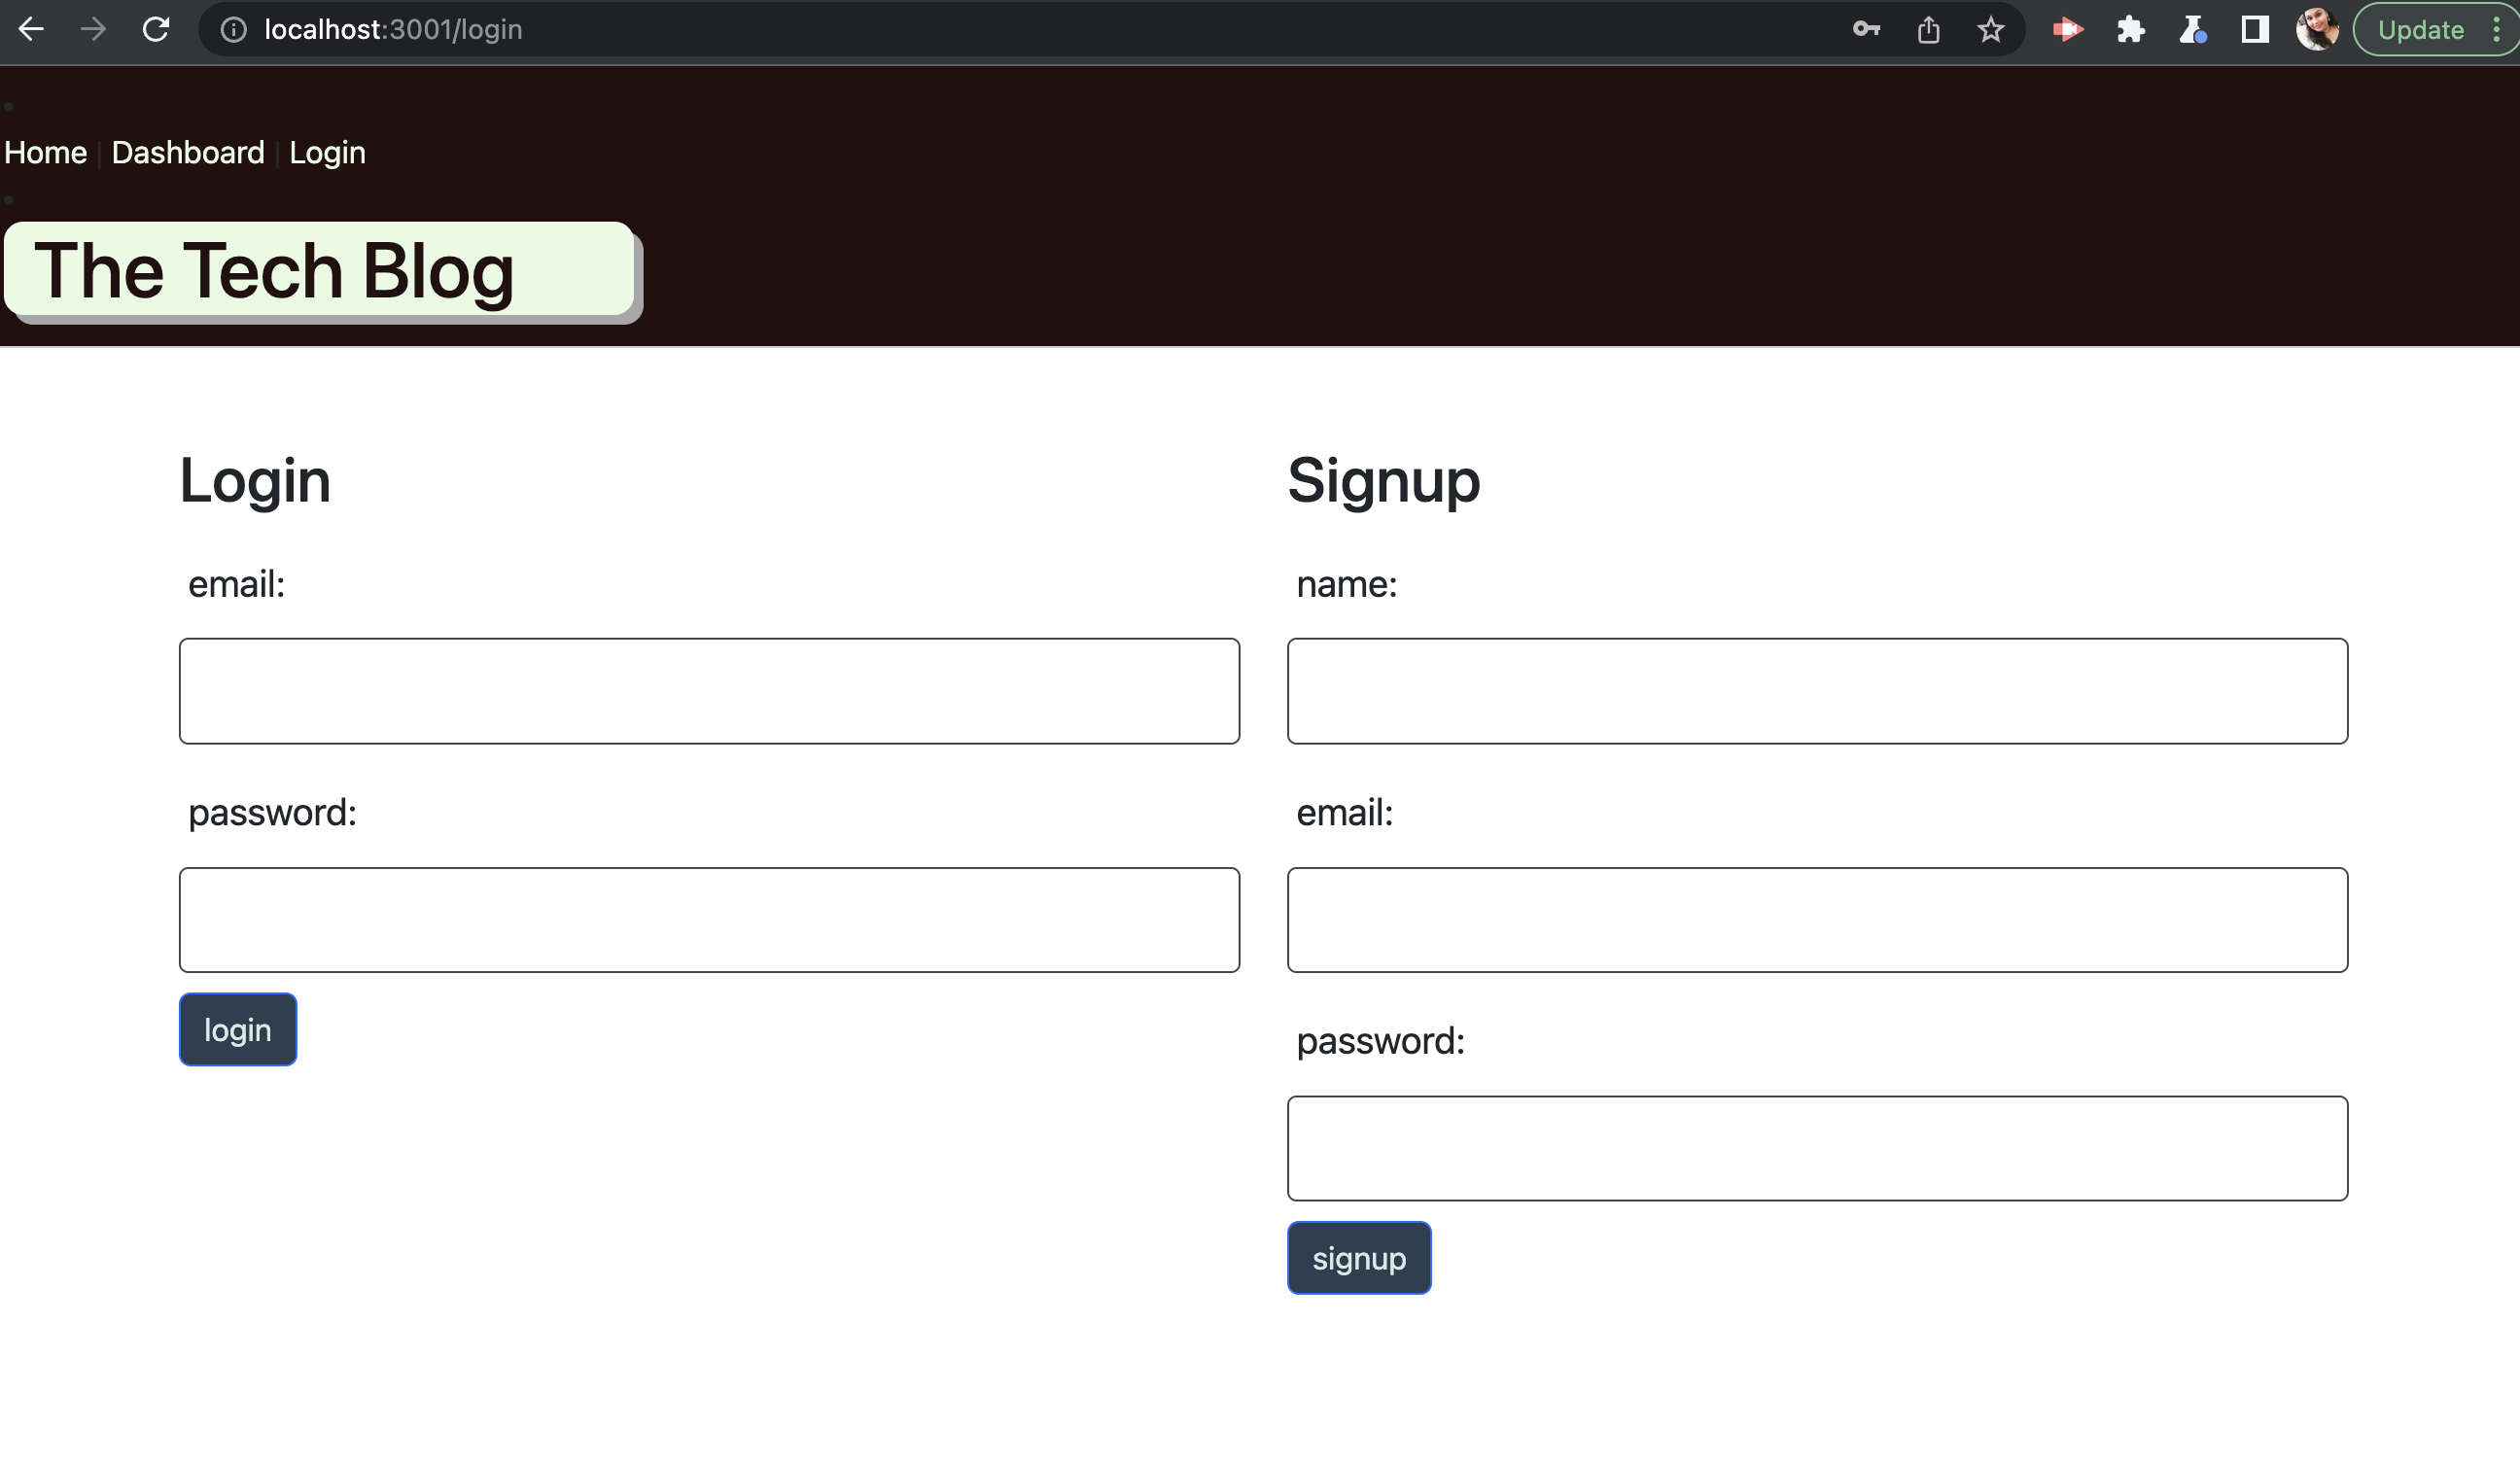 localhost:3001/login
Update
Home | Dashboard | Login
The Tech Blog
Login
email:
password:
login
Signup
name:
email:
password:
signup